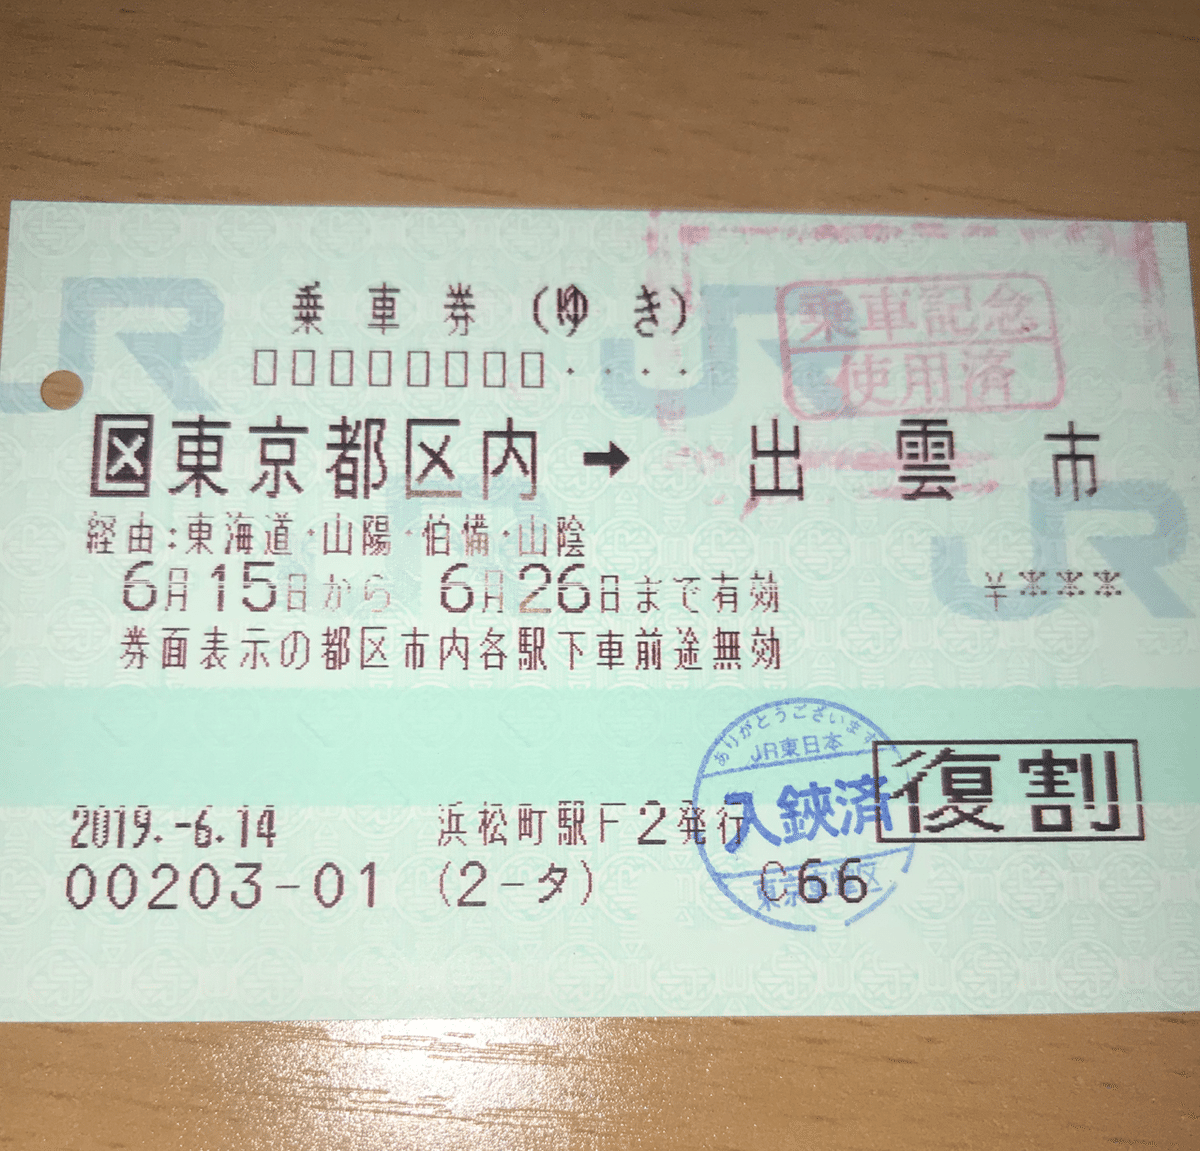 乗車券(ゆき)
□□□□□□□□・・・・
区東京都区内→出雲市
経由:東海道・山陽・伯備・山陰
6月15日から 6月26日まで有効 ¥***
券面表示の都区市内各駅下車前途無効
乗車記念
使用済
2019.-6.14 浜松町駅F2発行
00203-01 (2-タ) C66
復割
ありがとうございます
JR東日本
入鋏済
JR
JR
JR